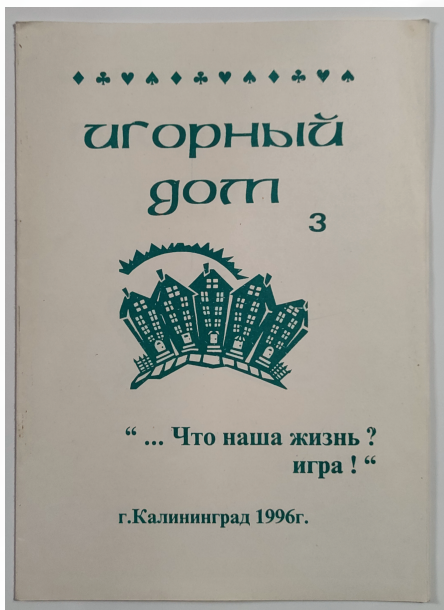 игорный
дом
3
“ ... Что наша жизнь ?
игра ! “
г.Калининград 1996г.